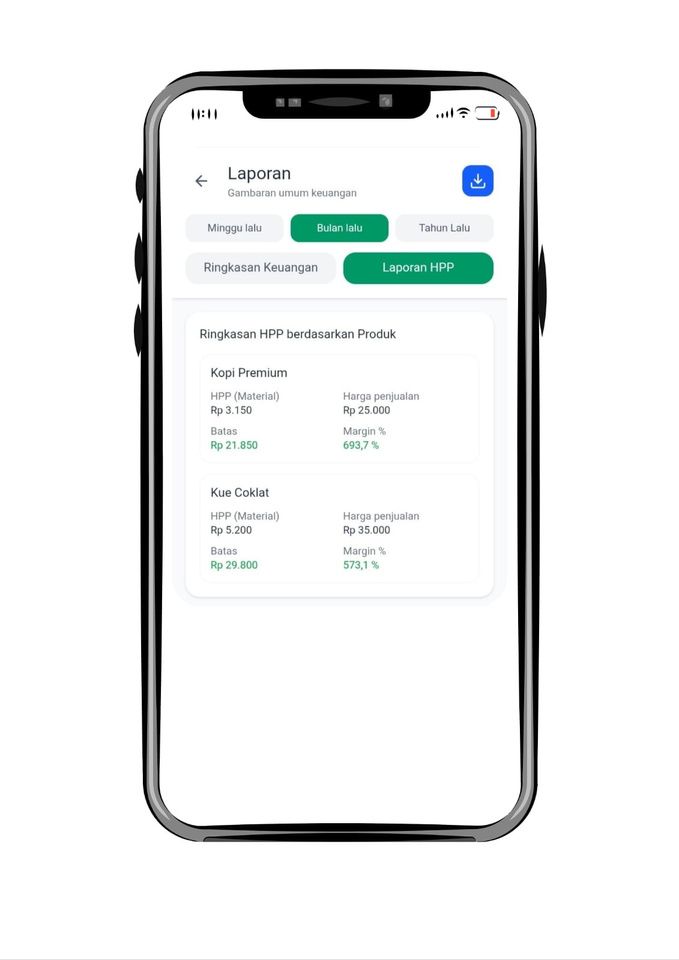 11:11
Laporan
Gambaran umum keuangan
Minggu lalu
Bulan lalu
Tahun Lalu
Ringkasan Keuangan
Laporan HPP
Ringkasan HPP berdasarkan Produk
Kopi Premium
HPP (Material) Harga penjualan
Rp 3.150 Rp 25.000
Batas Margin %
Rp 21.850 693,7 %
Kue Coklat
HPP (Material) Harga penjualan
Rp 5.200 Rp 35.000
Batas Margin %
Rp 29.800 573,1 %